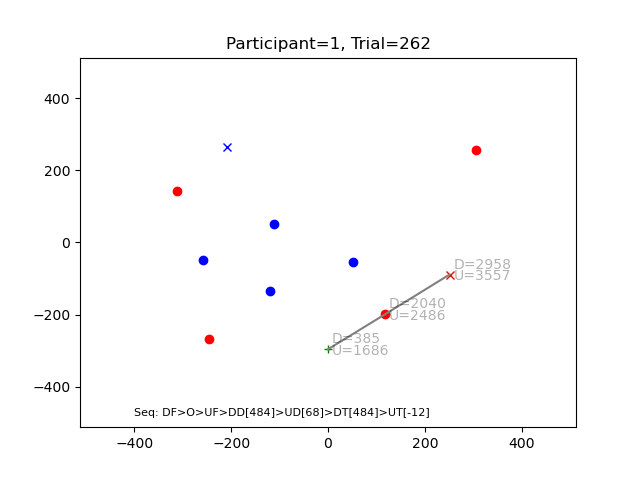 Participant=1, Trial=262
400
200
0
−200
−400
D=2958
U=3557
D=2040
U=2486
D=385
U=1686
Seq: DF>O>UF>DD[484]>UD[68]>DT[484]>UT[-12]
−400
−200
0
200
400